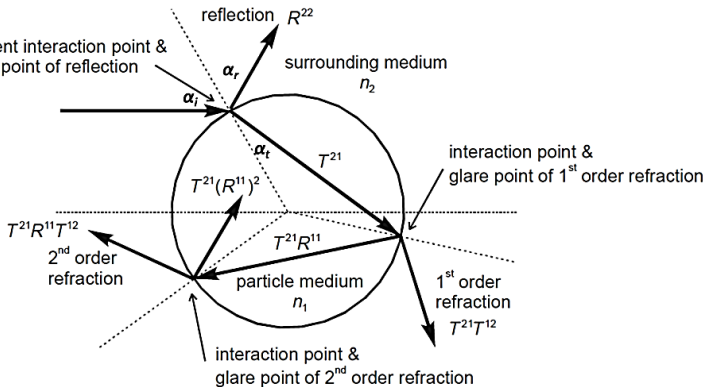 reflection R²²
ent interaction point &
point of reflection
αᵣ
surrounding medium
n₂
αᵢ
αₜ
T²¹
interaction point &
glare point of 1ˢᵗ order refraction
T²¹(R¹¹)²
T²¹R¹¹T¹²
2ⁿᵈ order
refraction
T²¹R¹¹
particle medium
n₁
1ˢᵗ order
refraction
T²¹T¹²
interaction point &
glare point of 2ⁿᵈ order refraction